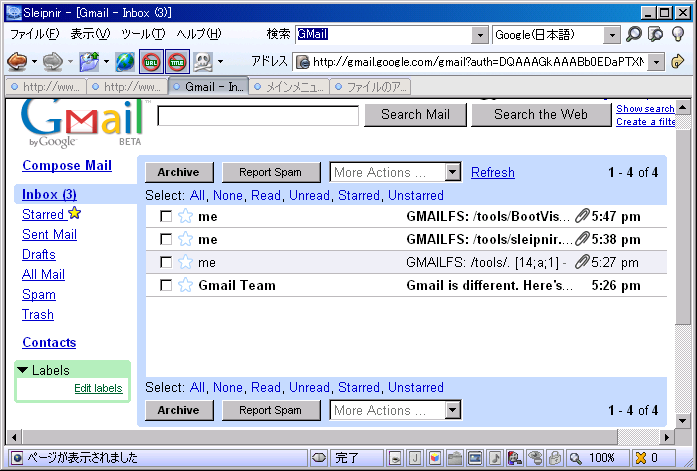 Sleipnir - [Gmail - Inbox (3)]
ファイル(F) 表示(V) ツール(T) ヘルプ(H) 検索 GMail Google(日本語)
URL TITLE アドレス http://gmail.google.com/gmail?auth=DQAAAGkAAABb0EDaPTXN
http://ww... http://ww... Gmail - In... メインメニュ... ファイルのア...
Gmail
by Google BETA
Search Mail Search the Web Show search
Create a filte
Compose Mail
Inbox (3)
Starred
Sent Mail
Drafts
All Mail
Spam
Trash
Contacts
Labels
Edit labels
Archive Report Spam More Actions ... Refresh 1 - 4 of 4
Select: All, None, Read, Unread, Starred, Unstarred
me GMAILFS: /tools/BootVis... 5:47 pm
me GMAILFS: /tools/sleipnir.... 5:38 pm
me GMAILFS: /tools/. [14;a;1] - 5:27 pm
Gmail Team Gmail is different. Here's... 5:26 pm
Select: All, None, Read, Unread, Starred, Unstarred
Archive Report Spam More Actions ... 1 - 4 of 4
ページが表示されました 完了 100% 0